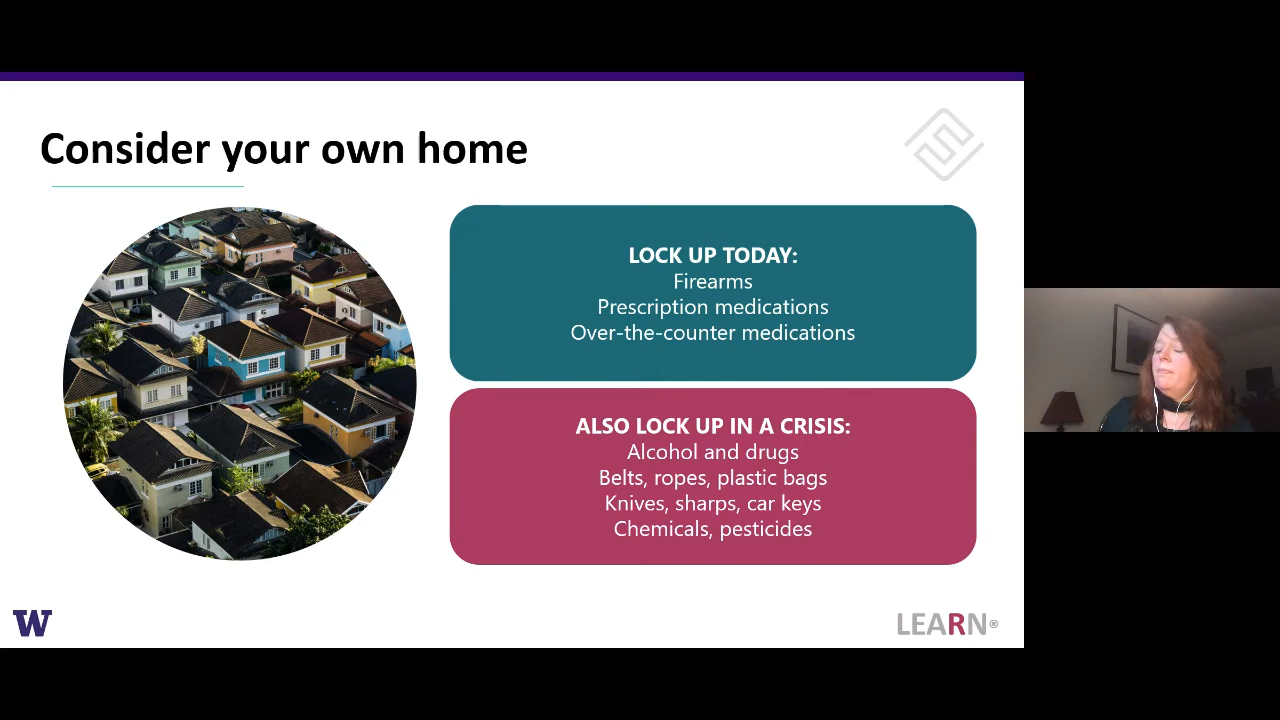 Consider your own home
LOCK UP TODAY:
Firearms
Prescription medications
Over-the-counter medications
ALSO LOCK UP IN A CRISIS:
Alcohol and drugs
Belts, ropes, plastic bags
Knives, sharps, car keys
Chemicals, pesticides
W
LEARN®